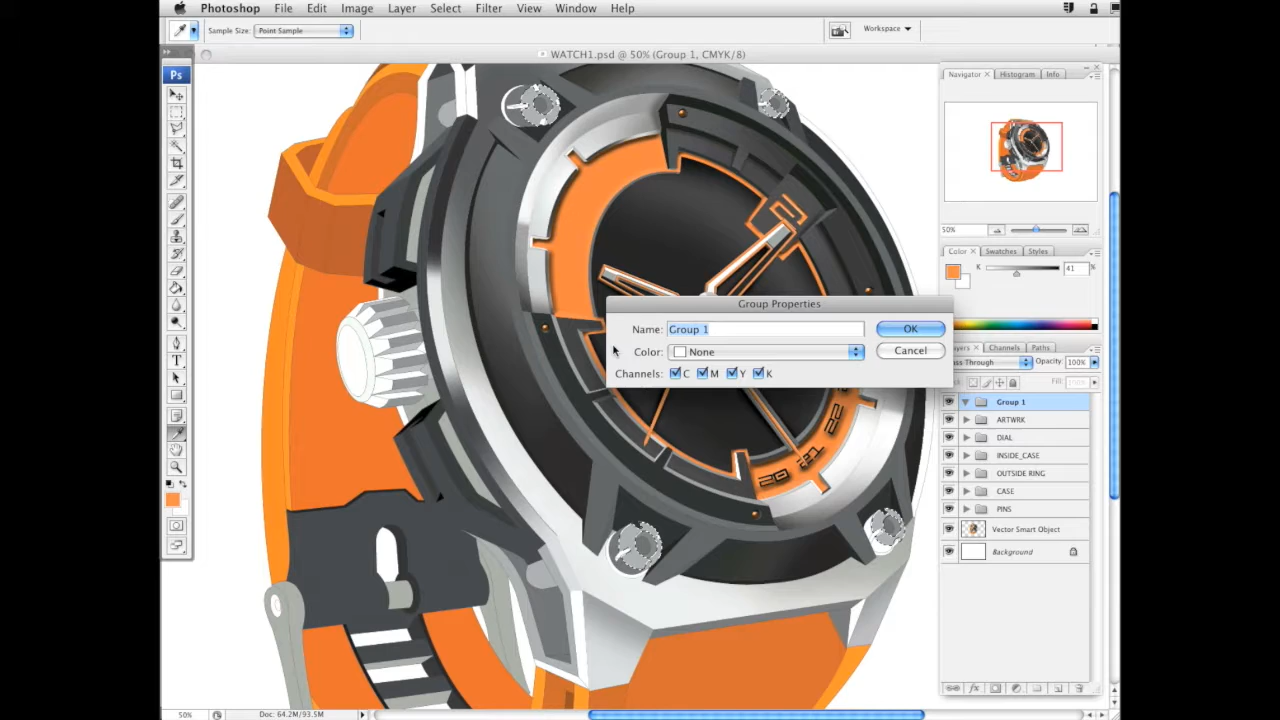 Photoshop File Edit Image Layer Select Filter View Window Help
Sample Size: Point Sample Workspace
WATCH1.psd @ 50% (Group 1, CMYK/8)
Ps
Navigator Histogram Info
50%
Color Swatches Styles
K 41 %
Group Properties
Name: Group 1 OK
Color: None Cancel
Channels: C M Y K
Channels Paths
Opacity: 100%
Fill:
Group 1
ARTWRK
DIAL
INSIDE_CASE
OUTSIDE RING
CASE
PINS
Vector Smart Object
Background
50% Doc: 64.2M/93.5M